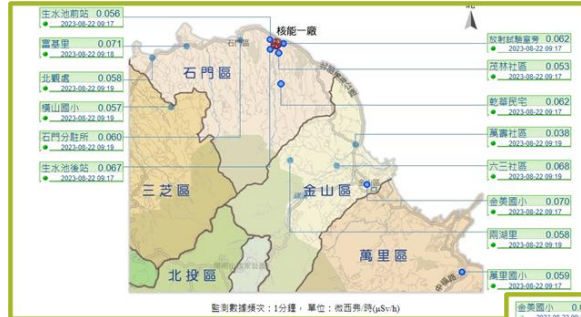 北
生水池前站 0.056
2023-08-22 09:17
富基里 0.071
2023-08-22 09:18
北觀處 0.058
2023-08-22 09:19
橫山國小 0.057
2023-08-22 09:19
石門分駐所 0.060
2023-08-22 09:19
生水池後站 0.067
2023-08-22 09:17
核能一廠
石門區
三芝區
金山區
北投區
萬里區
放射試驗室旁 0.062
2023-08-22 09:17
茂林社區 0.053
2023-08-22 09:17
乾華民宅 0.062
2023-08-22 09:17
萬壽社區 0.038
2023-08-22 09:19
六三社區 0.068
2023-08-22 09:19
金美國小 0.070
2023-08-22 09:17
兩湖里 0.058
2023-08-22 09:19
萬里國小 0.059
2023-08-22 09:17
監測數據頻次：1分鐘， 單位：微西弗/時(μSv/h)
金美國小